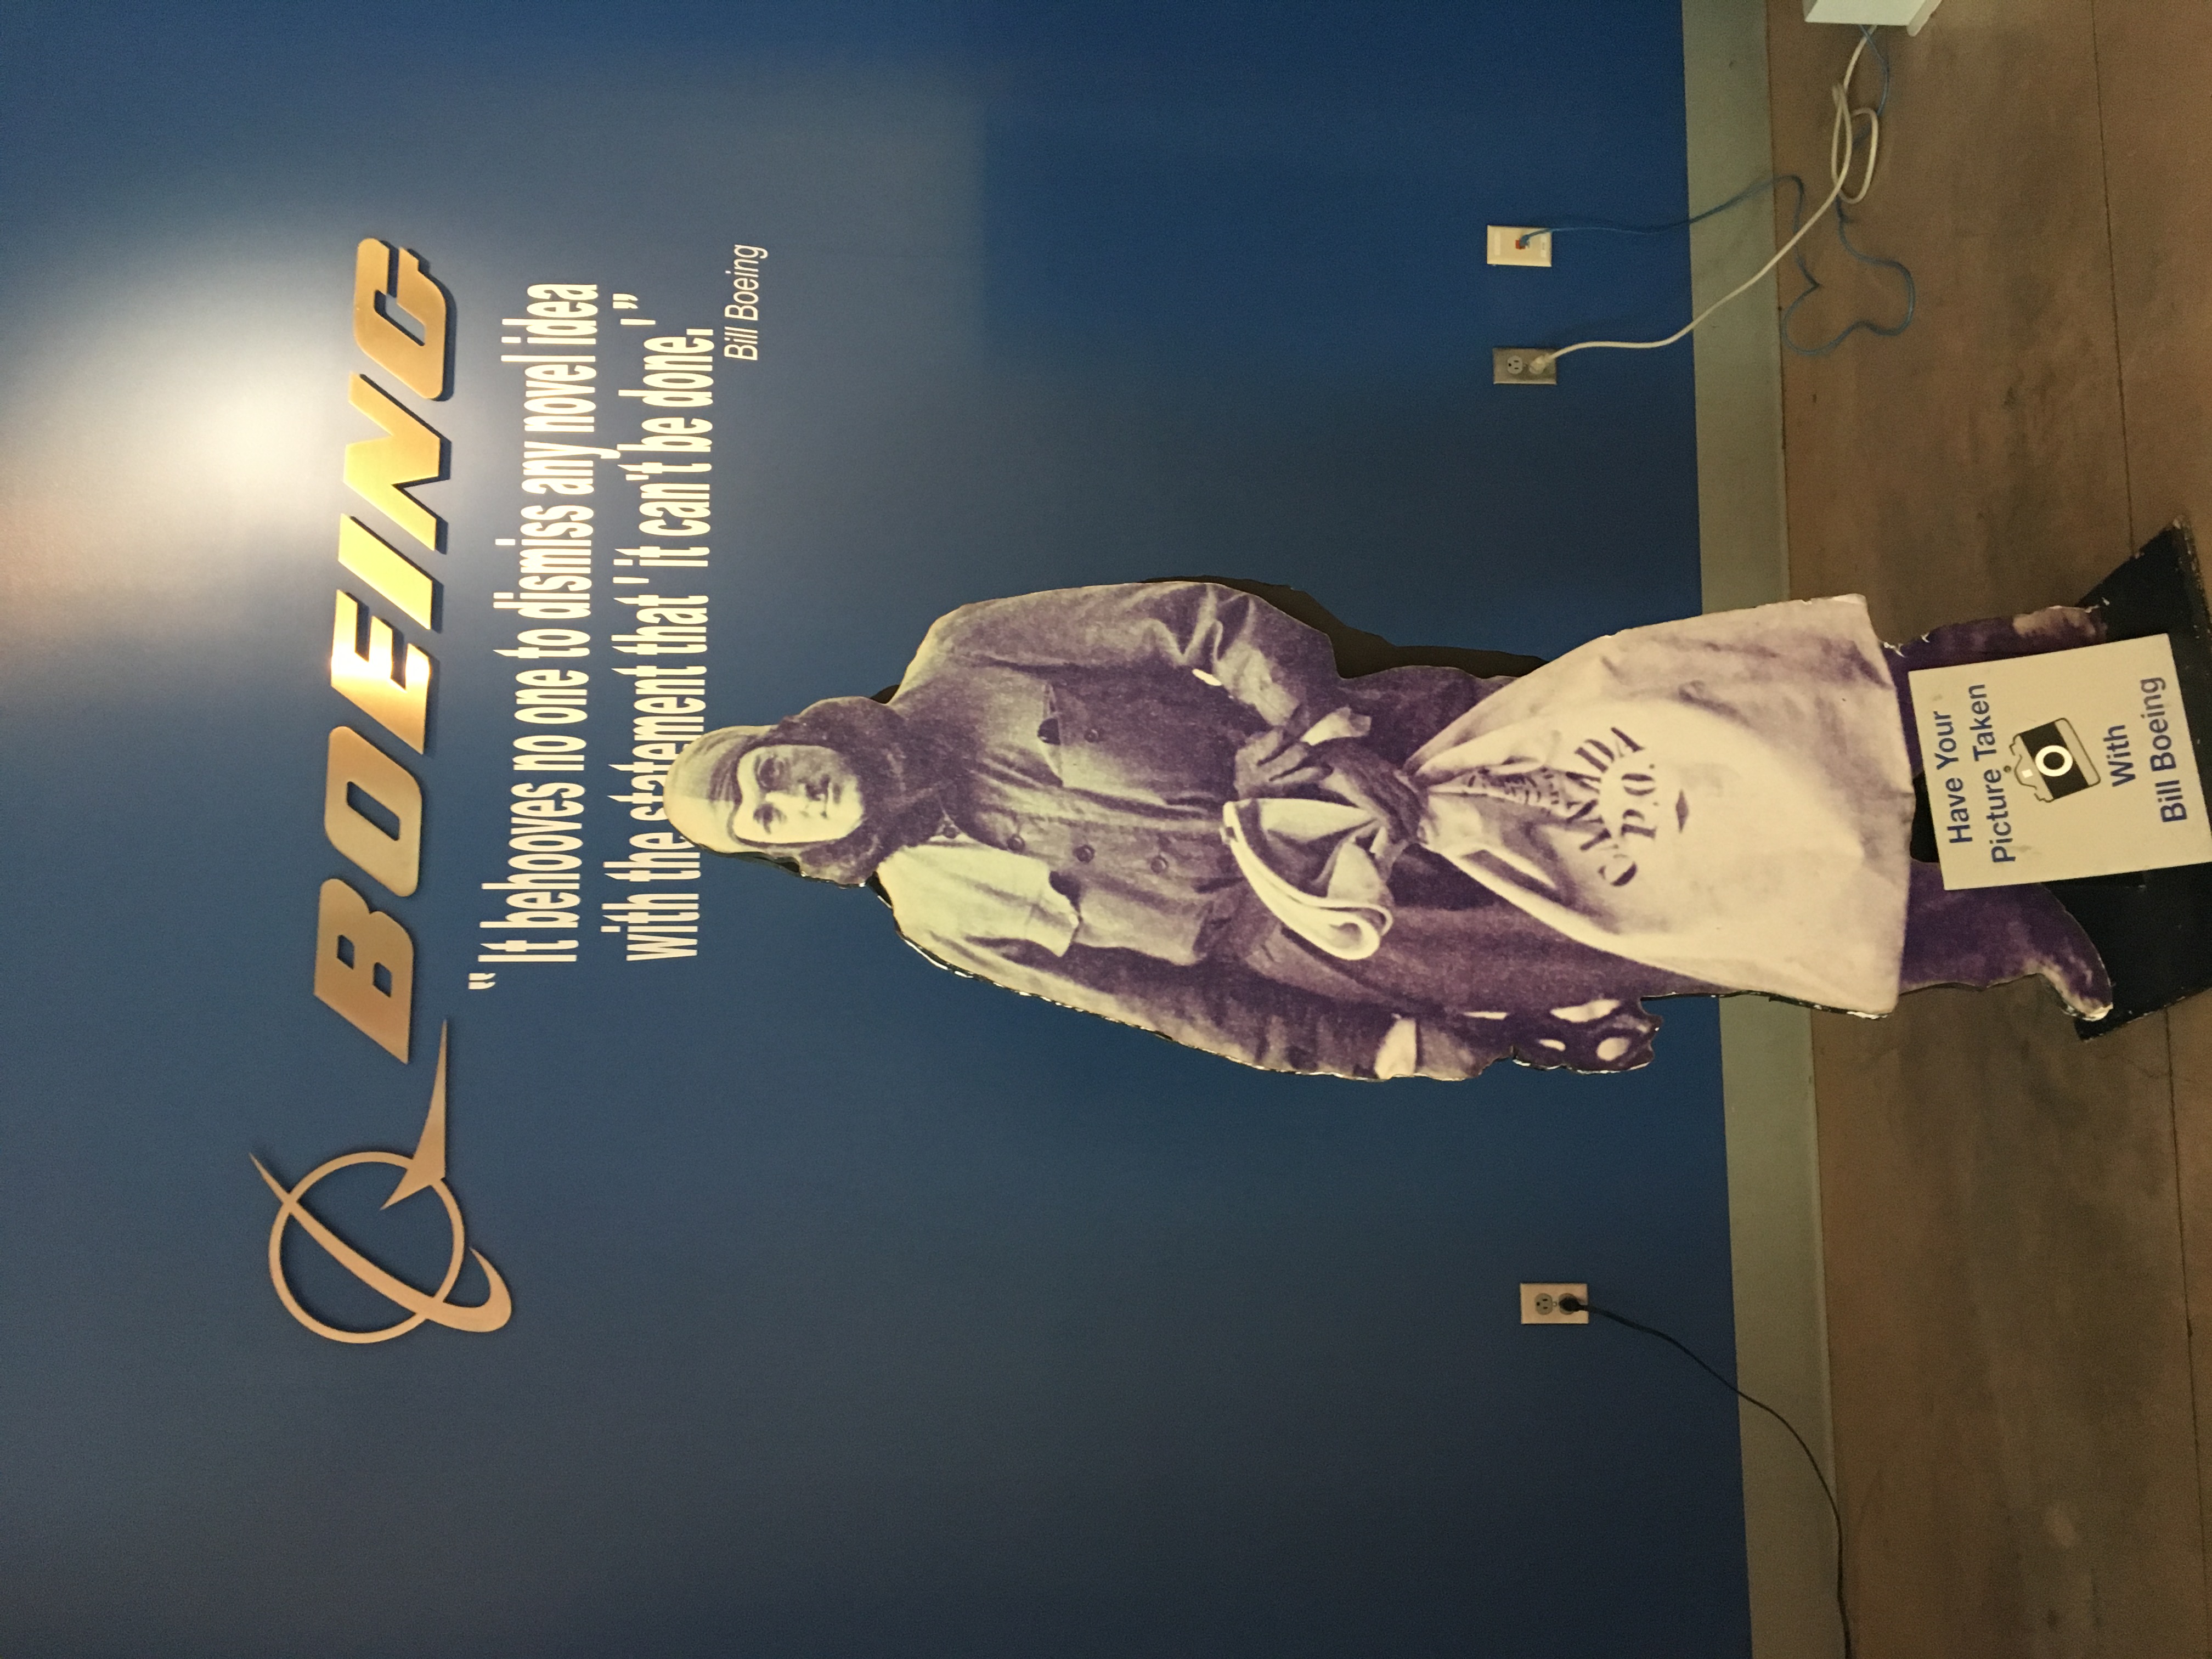 BOEING
" It behooves no one to dismiss any novel idea
with the statement that ' it can't be done.' "
Bill Boeing
CANADA
P.O.
Have Your
Picture Taken
With
Bill Boeing